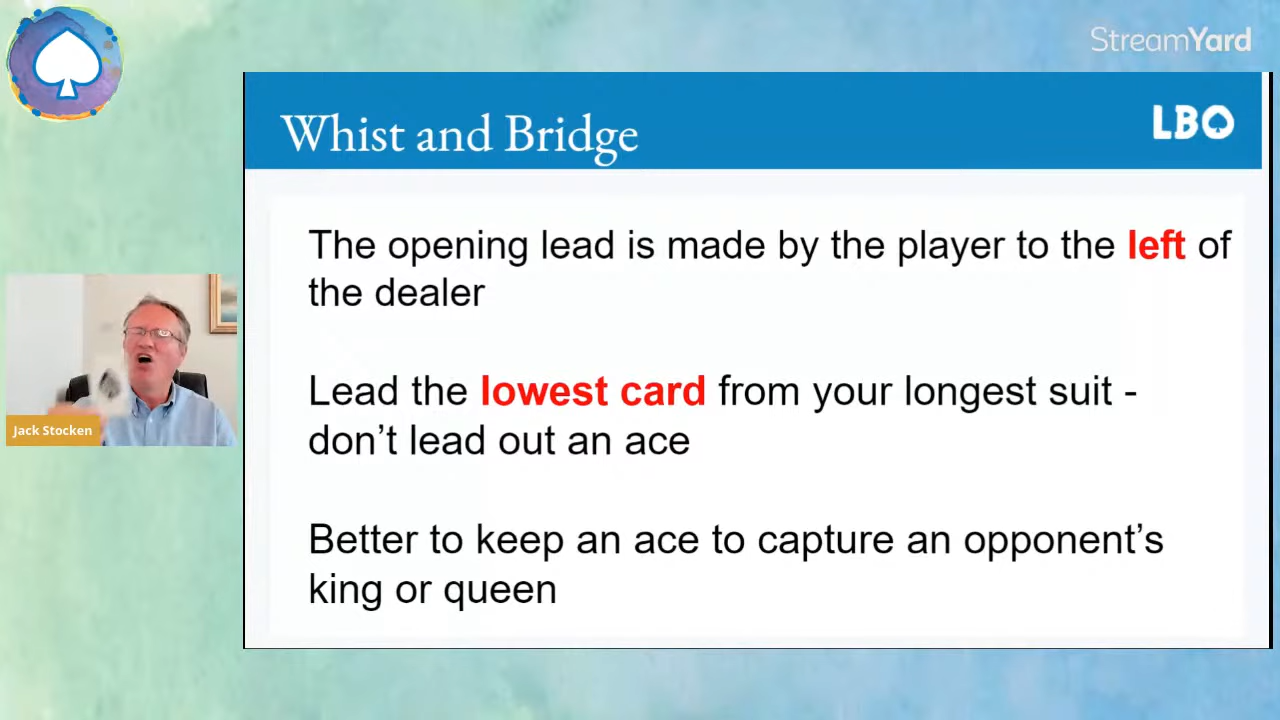 StreamYard
Whist and Bridge
LBO
The opening lead is made by the player to the left of
the dealer
Lead the lowest card from your longest suit -
don't lead out an ace
Better to keep an ace to capture an opponent's
king or queen
Jack Stocken